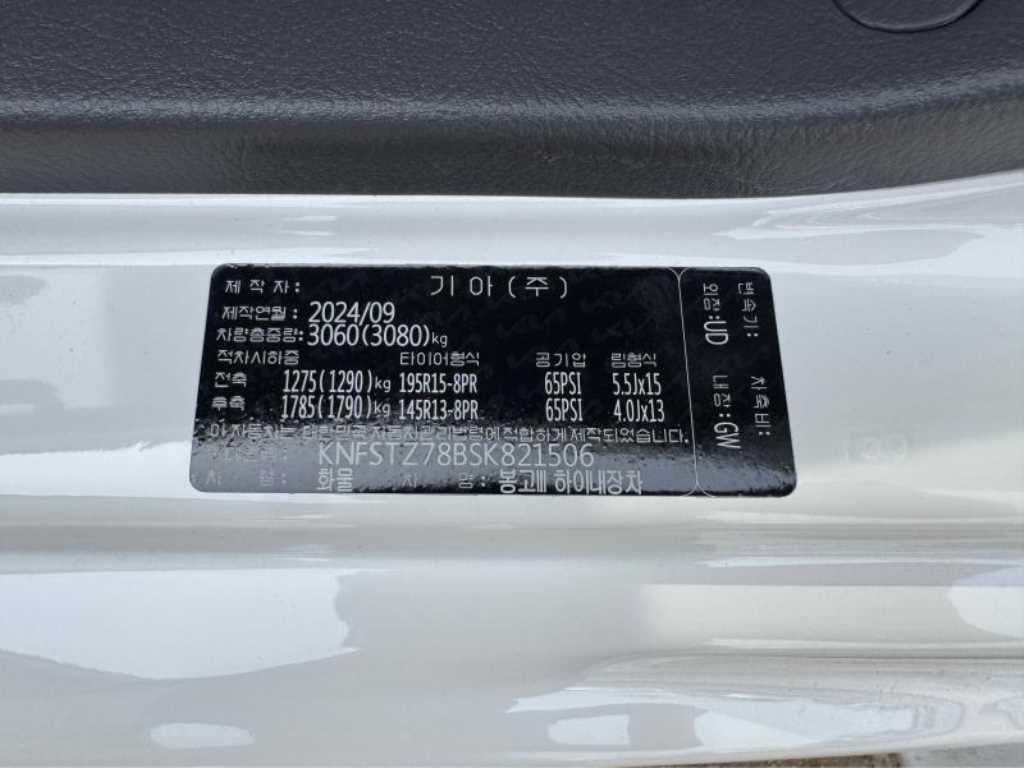 제 작 자 : 기 아 ( 주 )
제작연월 : 2024/09
차량총중량 : 3060(3080)kg
적차시하중 타이어형식 공기압 림형식
전축 1275(1290)kg 195R15-8PR 65PSI 5.5Jx15
후축 1785(1790)kg 145R13-8PR 65PSI 4.0Jx13
이 자동차는 대한민국 자동차관리법령에 적합하게 제작되었습니다.
KNFSTZ78BSK821506
차 종 : 화물 차 명 : 봉고Ⅲ 하이내장차
변속기 :
외장 : UD
차축비 :
내장 : GW